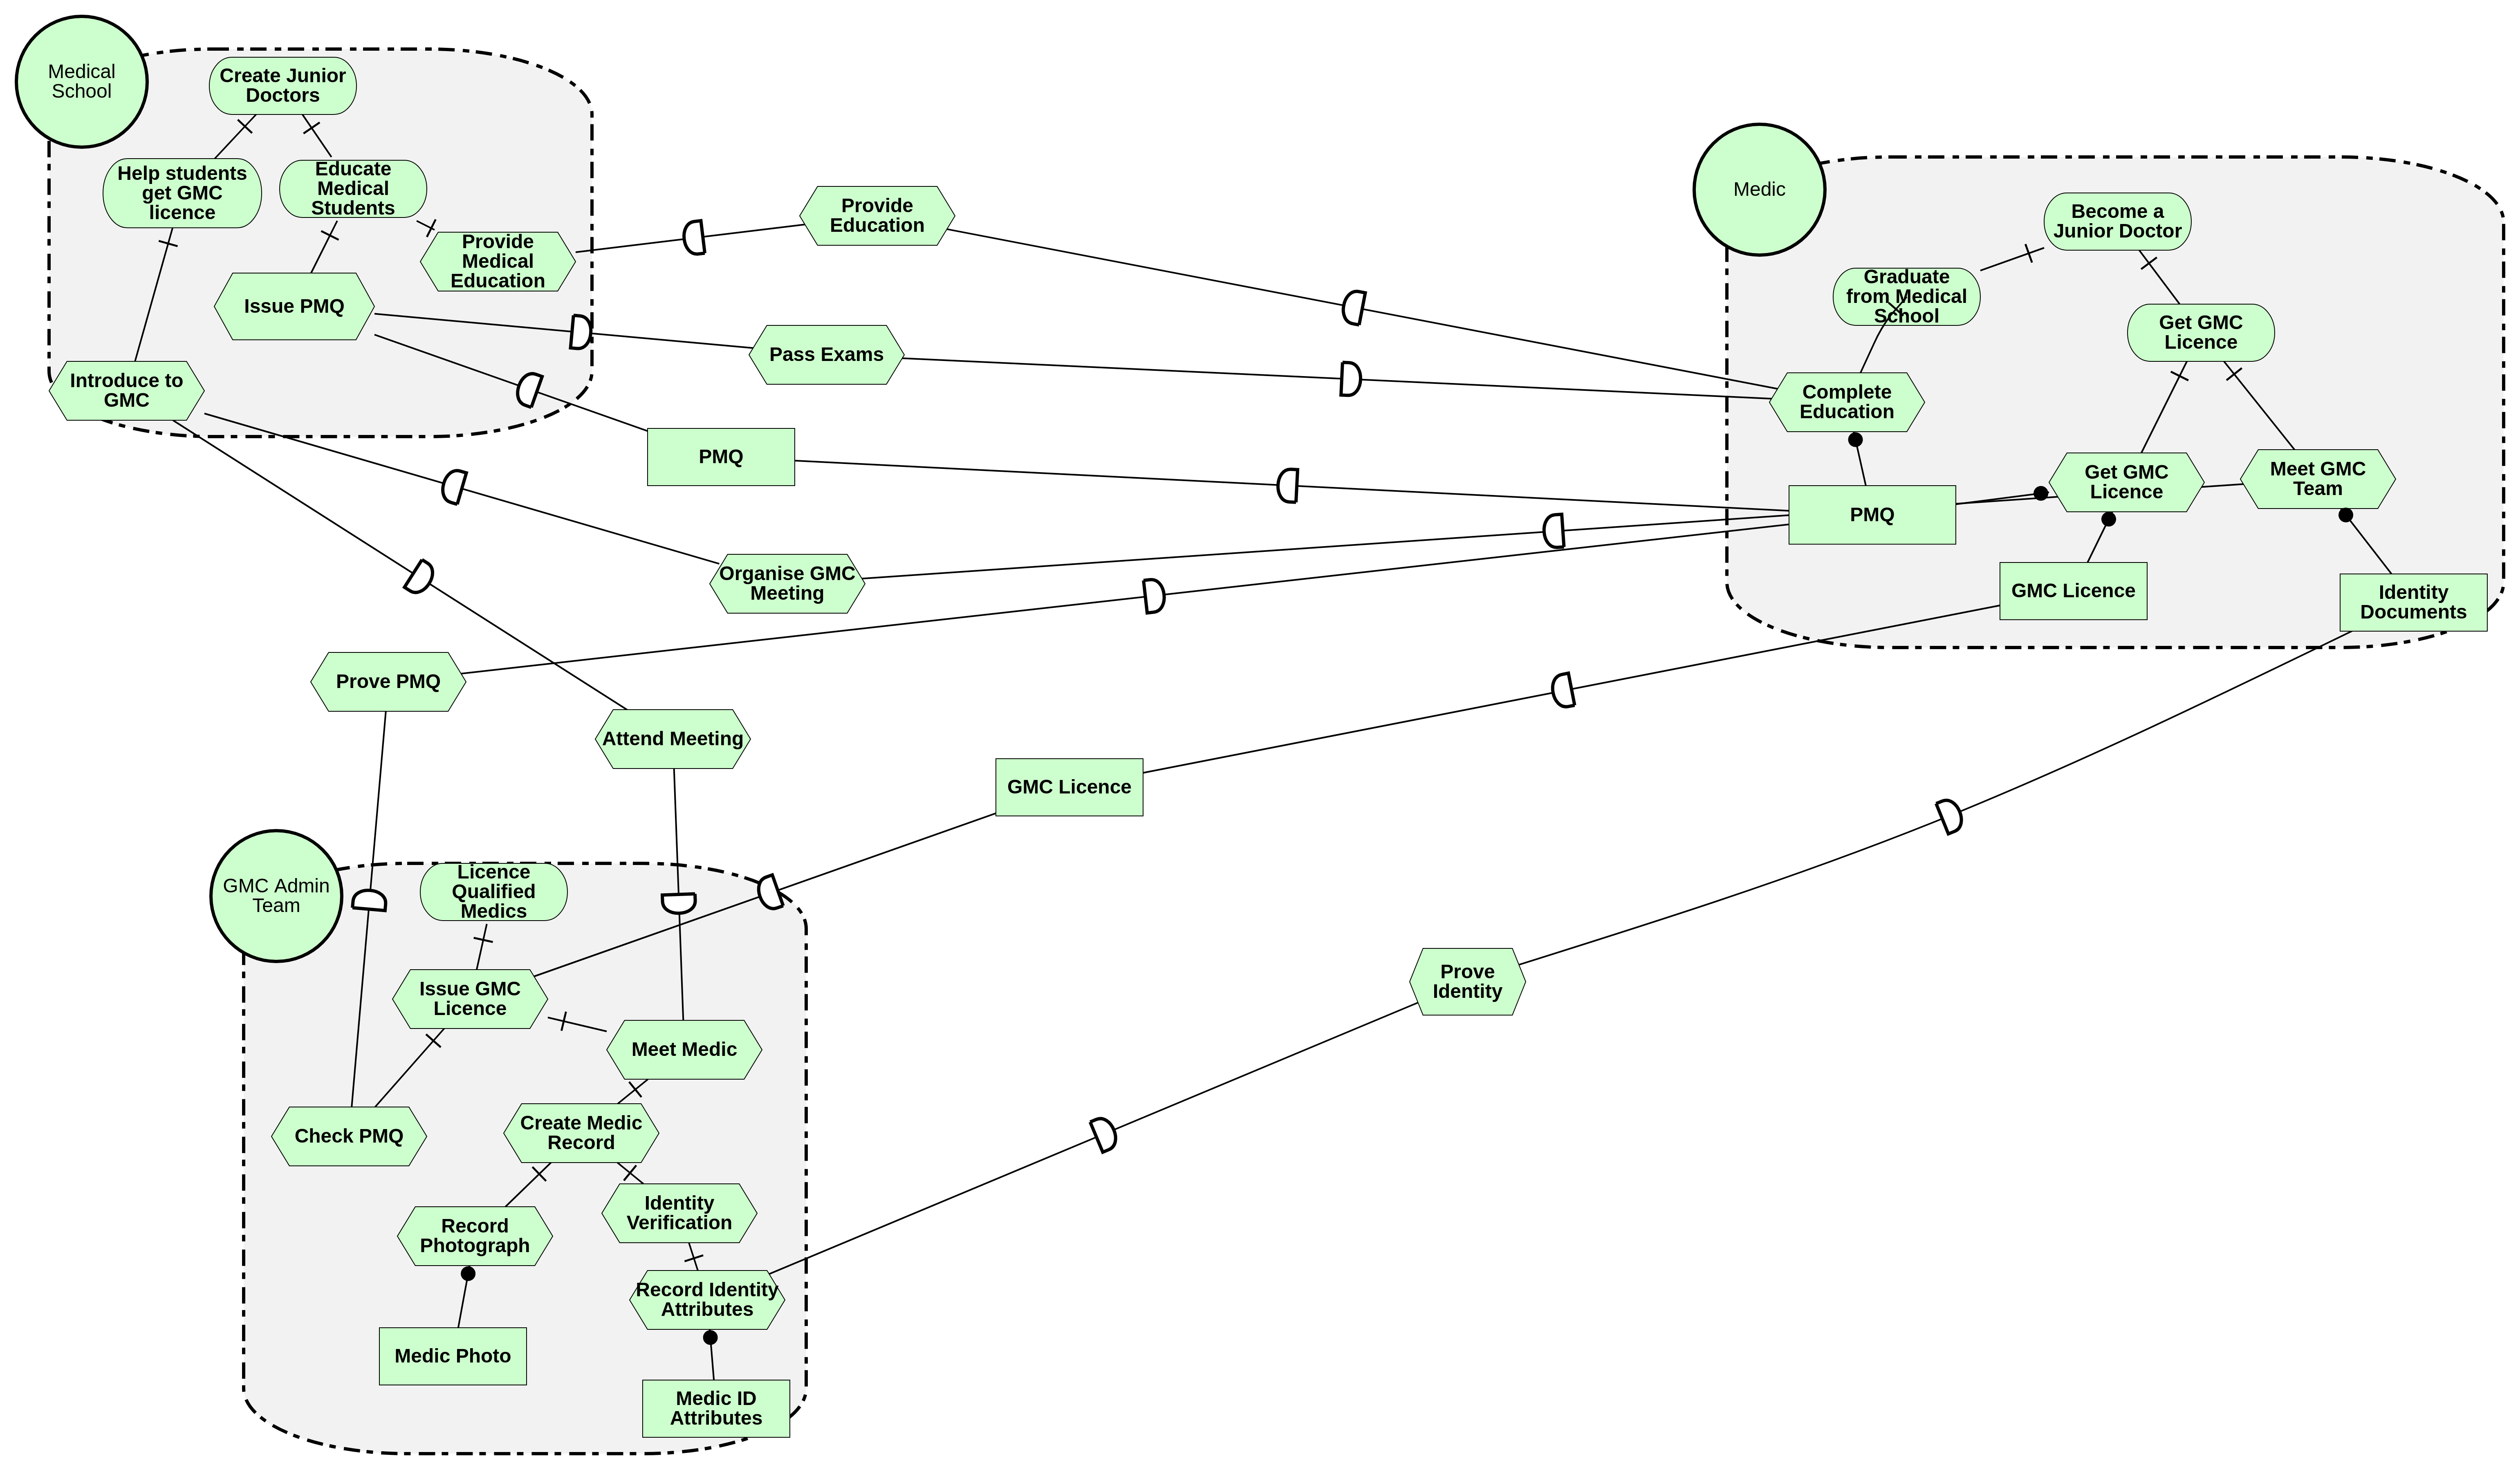 Medical
School
Create Junior
Doctors
Help students
get GMC
licence
Educate
Medical
Students
Provide
Medical
Education
Issue PMQ
Introduce to
GMC
Provide
Education
Pass Exams
PMQ
Organise GMC
Meeting
Prove PMQ
Attend Meeting
GMC Licence
Prove
Identity
Medic
Become a
Junior Doctor
Graduate
from Medical
School
Get GMC
Licence
Complete
Education
Get GMC
Licence
Meet GMC
Team
PMQ
GMC Licence
Identity
Documents
GMC Admin
Team
Licence
Qualified
Medics
Issue GMC
Licence
Meet Medic
Check PMQ
Create Medic
Record
Record
Photograph
Identity
Verification
Record Identity
Attributes
Medic Photo
Medic ID
Attributes